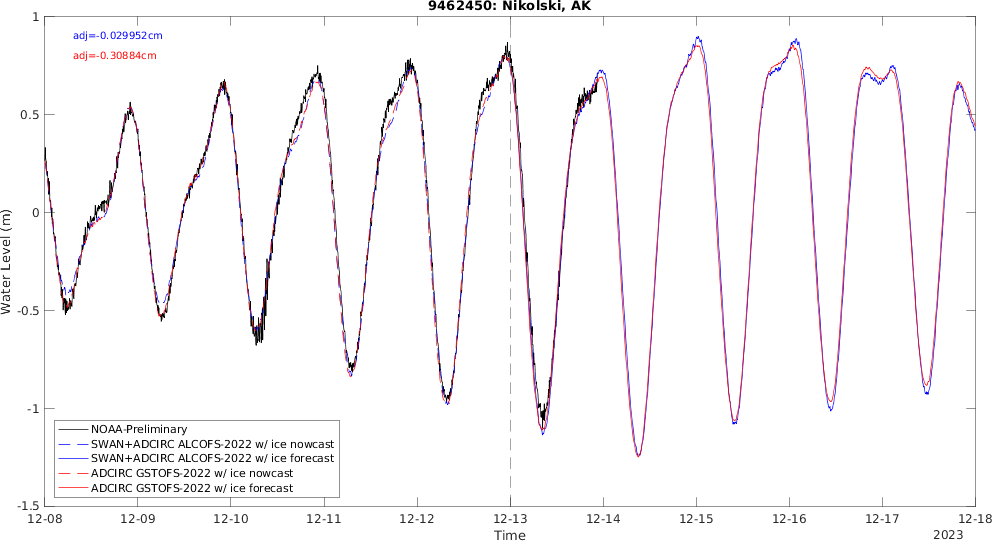 9462450: Nikolski, AK
adj=-0.029952cm
adj=-0.30884cm
Water Level (m)
1
0.5
0
-0.5
-1
-1.5
NOAA-Preliminary
SWAN+ADCIRC ALCOFS-2022 w/ ice nowcast
SWAN+ADCIRC ALCOFS-2022 w/ ice forecast
ADCIRC GSTOFS-2022 w/ ice nowcast
ADCIRC GSTOFS-2022 w/ ice forecast
12-08 12-09 12-10 12-11 12-12 12-13 12-14 12-15 12-16 12-17 12-18
Time
2023